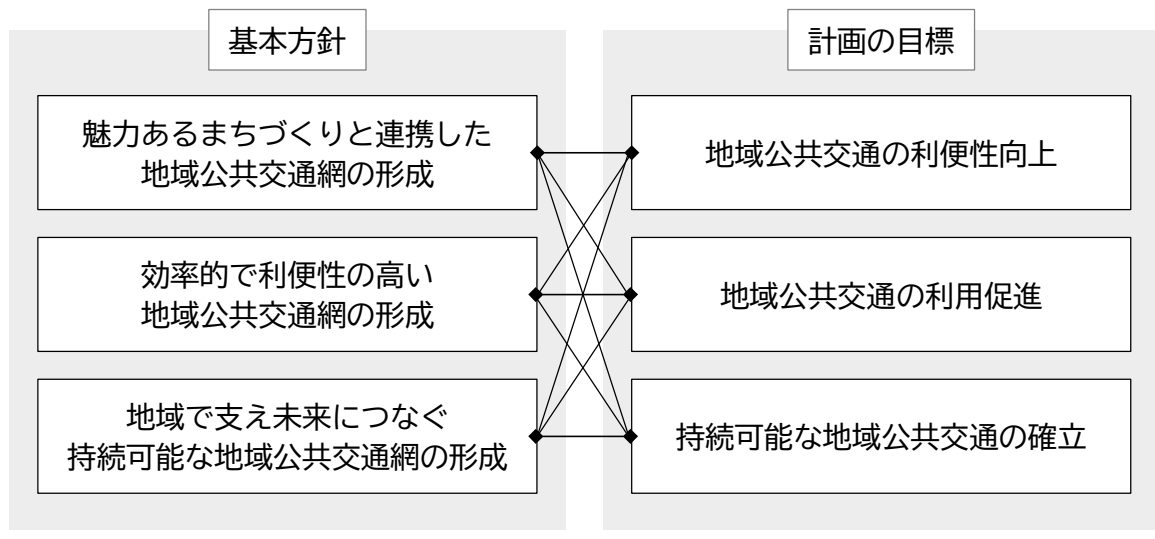 基本方針
魅力あるまちづくりと連携した
地域公共交通網の形成
効率的で利便性の高い
地域公共交通網の形成
地域で支え未来につなぐ
持続可能な地域公共交通網の形成
計画の目標
地域公共交通の利便性向上
地域公共交通の利用促進
持続可能な地域公共交通の確立